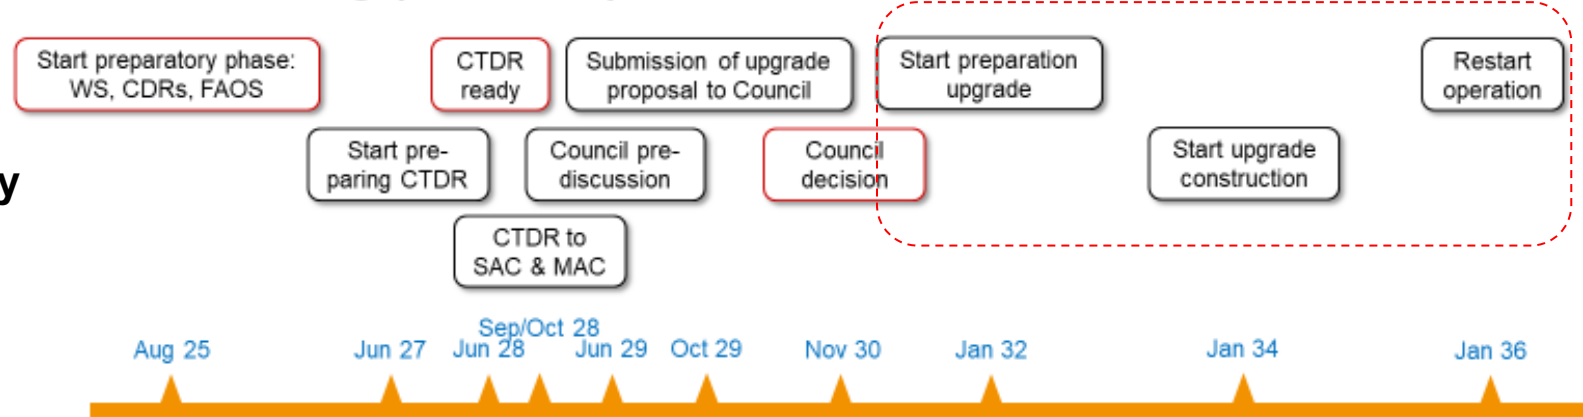 Start preparatory phase:
WS, CDRs, FAOS
CTDR
ready
Submission of upgrade
proposal to Council
Start preparation
upgrade
Restart
operation
Start pre-
paring CTDR
Council pre-
discussion
Council
decision
Start upgrade
construction
y
CTDR to
SAC & MAC
Sep/Oct 28
Aug 25
Jun 27
Jun 28
Jun 29
Oct 29
Nov 30
Jan 32
Jan 34
Jan 36